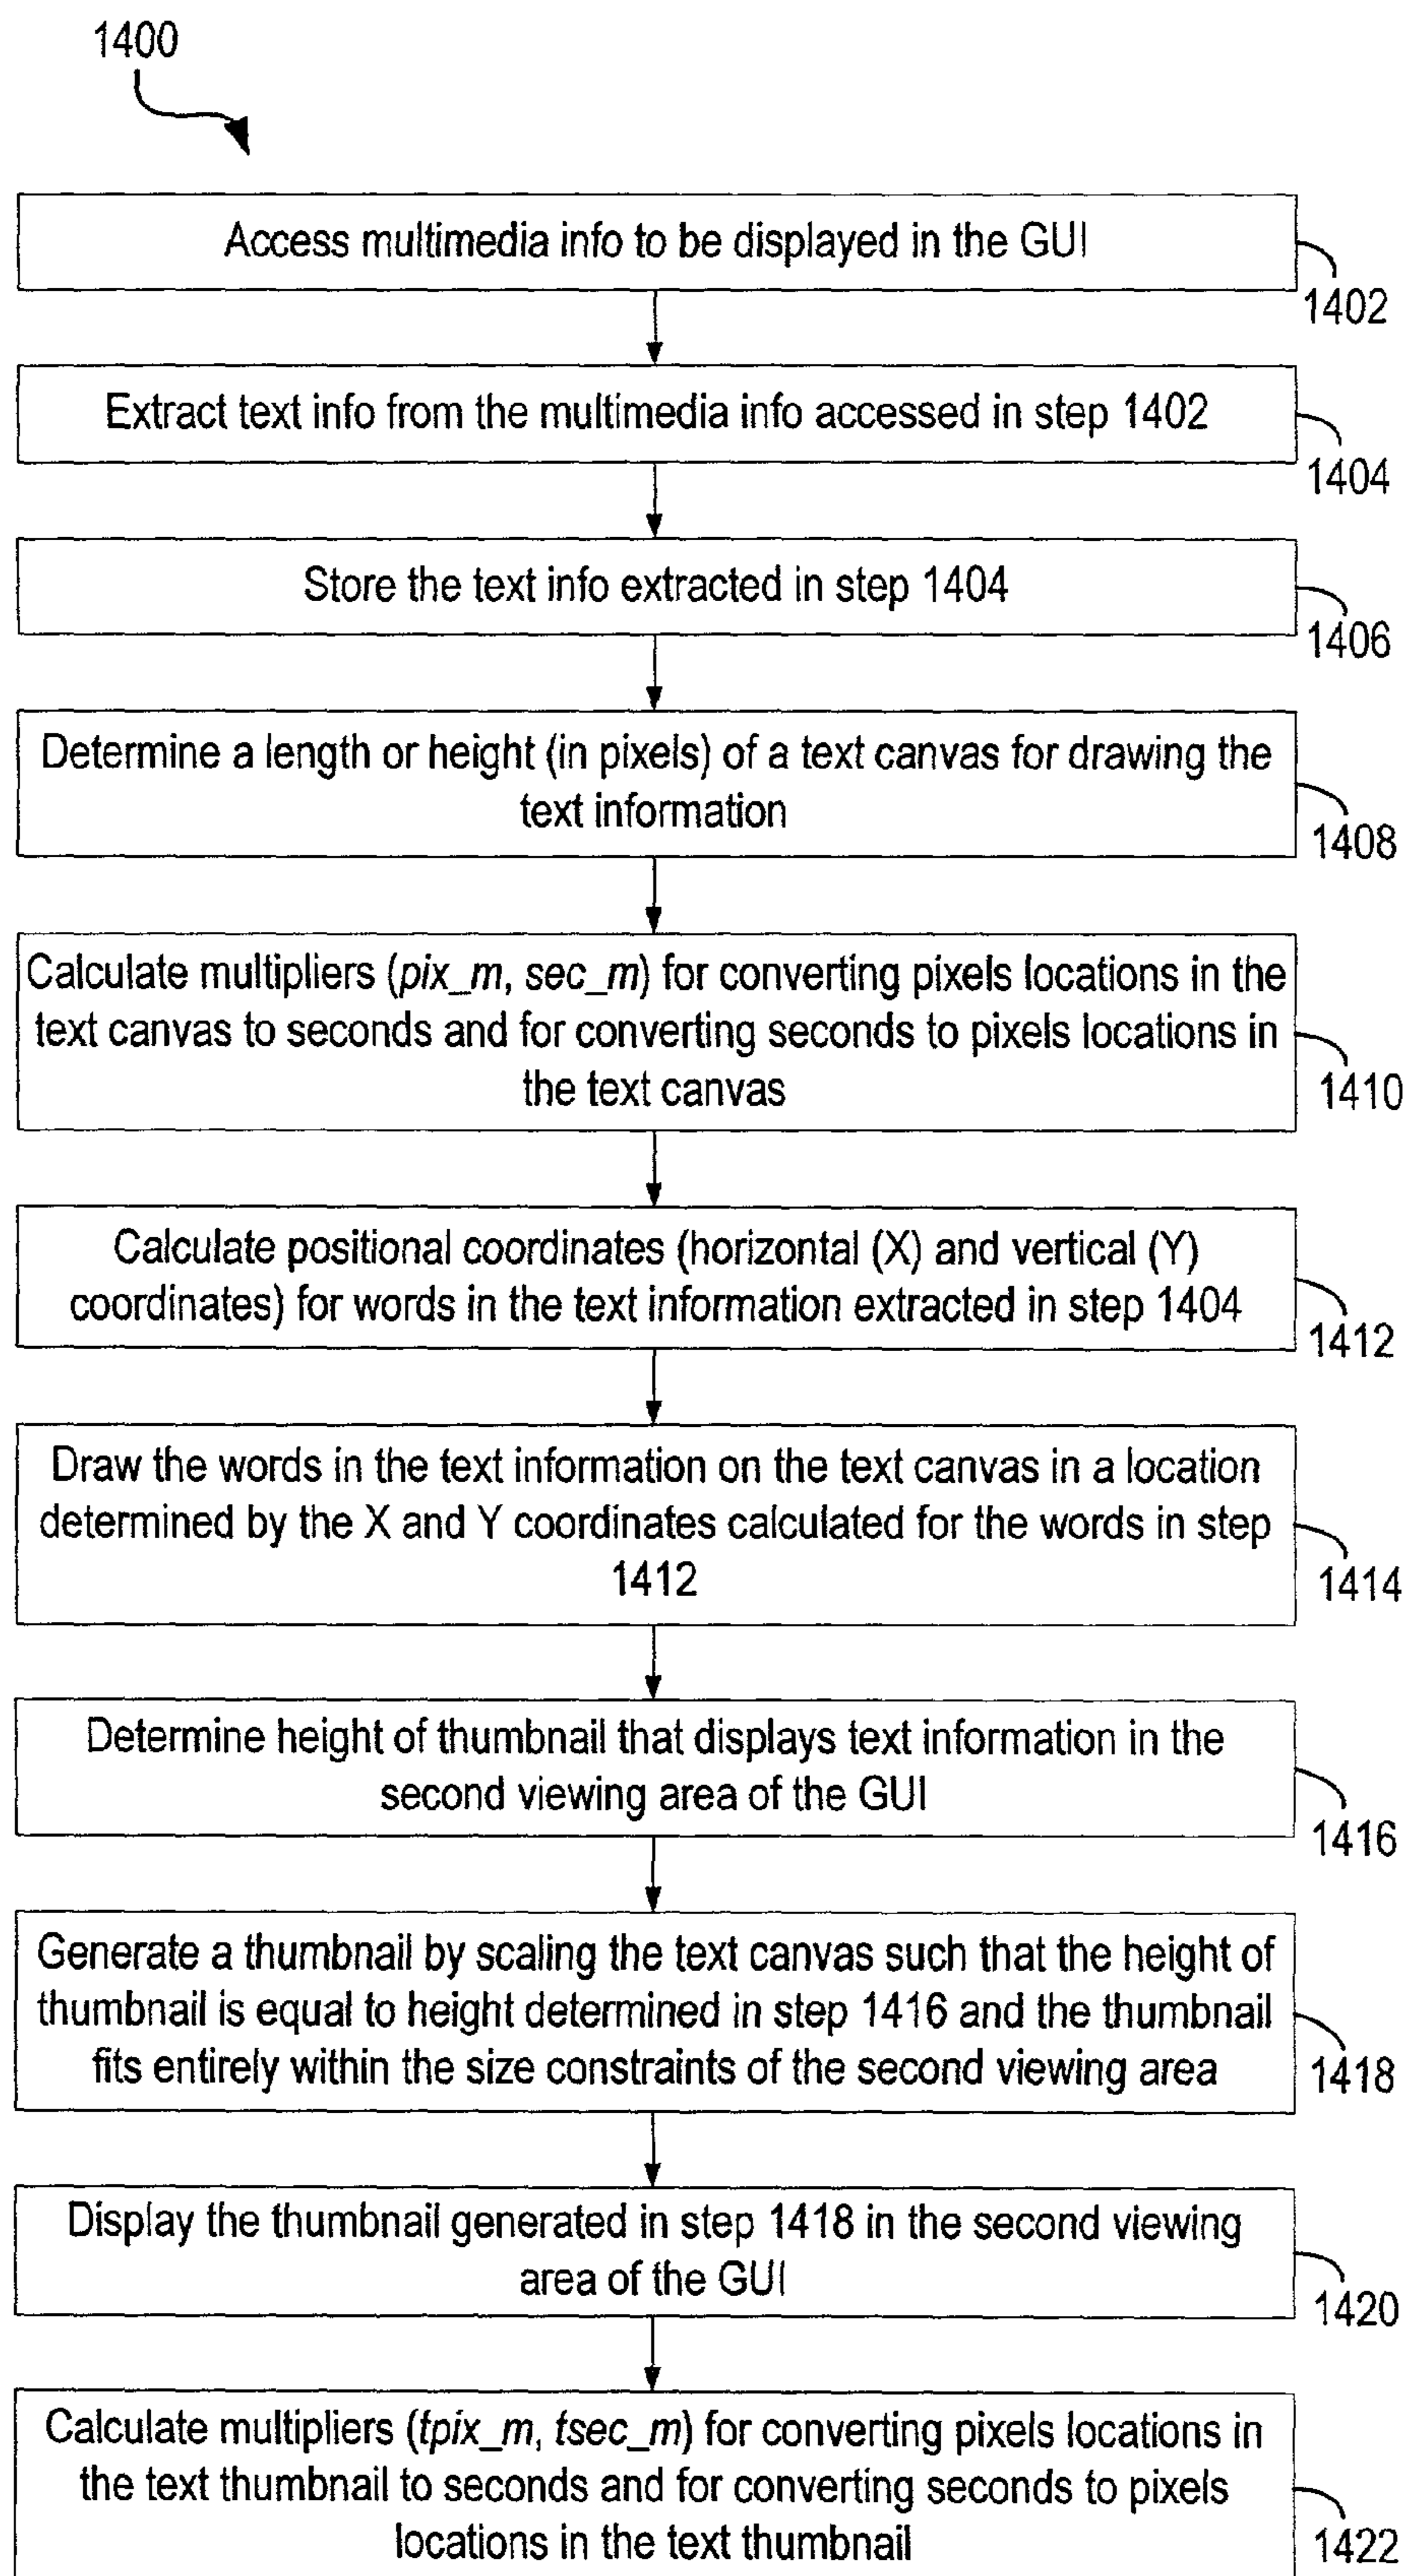 1400
Access multimedia info to be displayed in the GUI
1402
Extract text info from the multimedia info accessed in step 1402
1404
Store the text info extracted in step 1404
1406
Determine a length or height (in pixels) of a text canvas for drawing the
text information
1408
Calculate multipliers (pix_m, sec_m) for converting pixels locations in the
text canvas to seconds and for converting seconds to pixels locations in
the text canvas
1410
Calculate positional coordinates (horizontal (X) and vertical (Y)
coordinates) for words in the text information extracted in step 1404
1412
Draw the words in the text information on the text canvas in a location
determined by the X and Y coordinates calculated for the words in step
1412
1414
Determine height of thumbnail that displays text information in the
second viewing area of the GUI
1416
Generate a thumbnail by scaling the text canvas such that the height of
thumbnail is equal to height determined in step 1416 and the thumbnail
fits entirely within the size constraints of the second viewing area
1418
Display the thumbnail generated in step 1418 in the second viewing
area of the GUI
1420
Calculate multipliers (tpix_m, tsec_m) for converting pixels locations in
the text thumbnail to seconds and for converting seconds to pixels
locations in the text thumbnail
1422